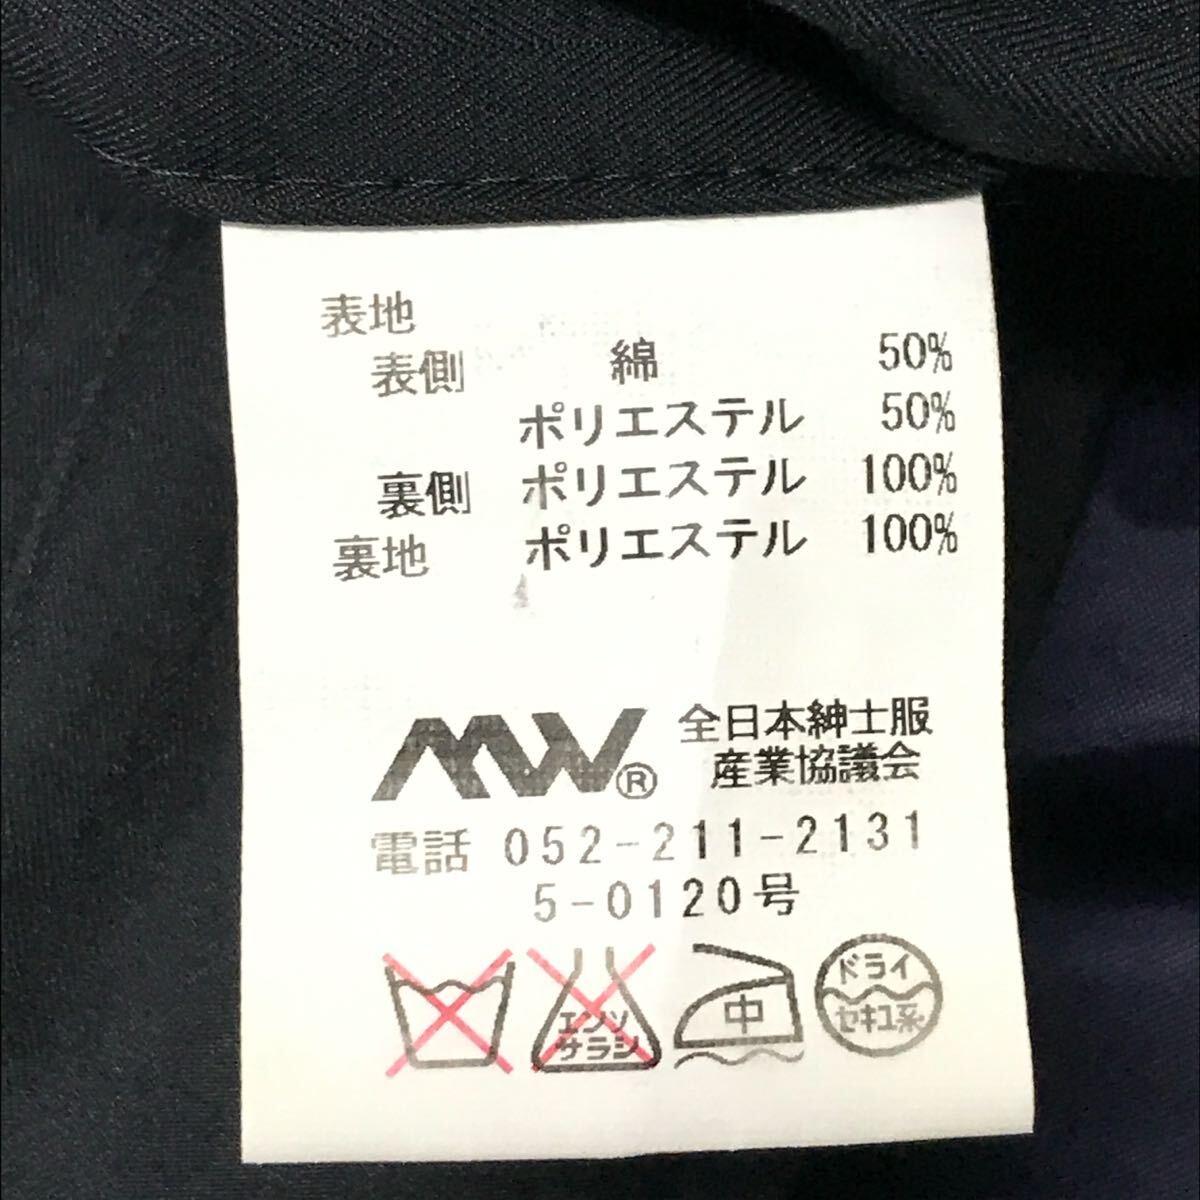 表地
表側 綿 50%
ポリエステル 50%
裏側 ポリエステル 100%
裏地 ポリエステル 100%
MW® 全日本紳士服
産業協議会
電話 052-211-2131
5-0120号
エンソ
サラシ
中
ドライ
セキユ系